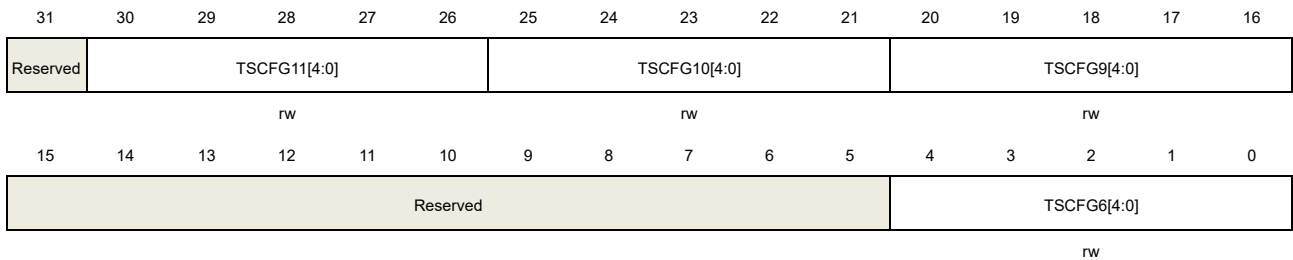 31 30 29 28 27 26 25 24 23 22 21 20 19 18 17 16
Reserved TSCFG11[4:0] TSCFG10[4:0] TSCFG9[4:0]
rw rw rw
15 14 13 12 11 10 9 8 7 6 5 4 3 2 1 0
Reserved TSCFG6[4:0]
rw